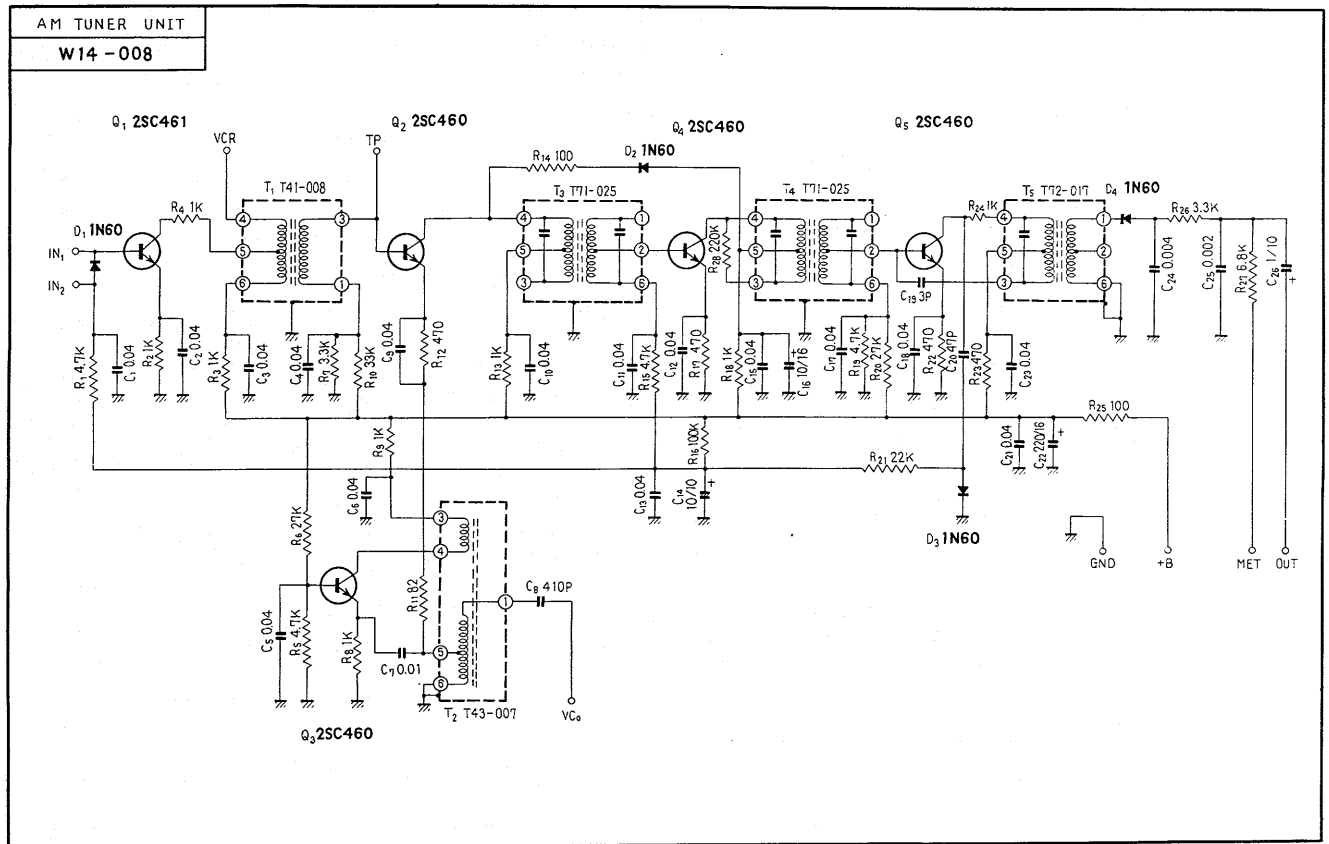 AM TUNER UNIT
W14-008
Q1 2SC461
VCR
Q2 2SC460
TP
Q4 2SC460
Q5 2SC460
R14 100
D2 1N60
T1 T41-008
T3 T71-025
T4 T71-025
T5 T72-017
D4 1N60
R4 1K
R24 1K
R26 3.3K
D1 1N60
IN1
IN2
4
5
6
3
1
4
5
3
1
2
6
R28 220K
4
5
3
1
2
6
C19 3P
4
5
3
1
2
6
C24 0.004
C25 0.002
R27 6.8K
C26 1/10
+
R1 4.7K
C1 0.04
R2 1K
C2 0.04
R3 1K
C3 0.04
C4 0.04
R7 3.3K
R10 33K
C9 0.04
R12 470
R13 1K
C10 0.04
C11 0.04
R15 4.7K
C12 0.04
R17 470
R18 1K
C15 0.04
C16 10/16
+
C17 0.04
R19 4.7K
R20 27K
C18 0.04
R22 470
C20 47P
R23 470
C23 0.04
R9 1K
R16 100K
R25 100
C21 0.04
C22 220/16
+
R21 22K
C6 0.04
C13 0.04
C14 10/10
+
D3 1N60
R6 27K
3
4
GND
+B
MET
OUT
C5 0.04
R5 4.7K
R8 1K
R11 82
1
C8 410P
C7 0.01
5
6
T2 T43-007
VCo
Q3 2SC460